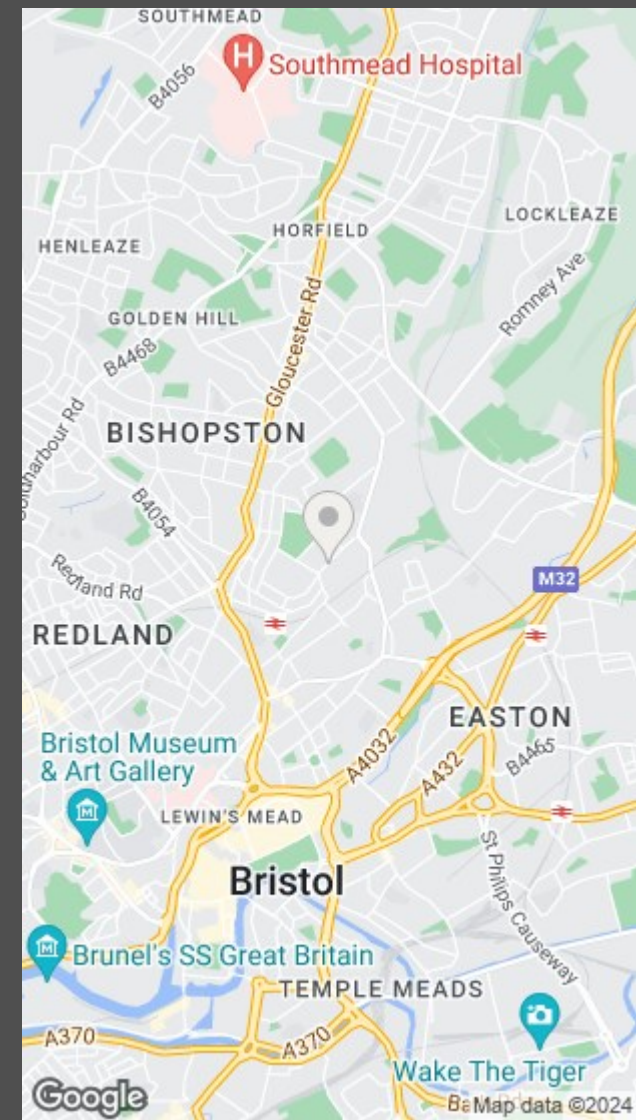 SOUTHMEAD
H
Southmead Hospital
B4056
LOCKLEAZE
HORFIELD
HENLEAZE
Romney Ave
GOLDEN HILL
Gloucester Rd
B4468
BISHOPSTON
B4054
Redland Rd
M32
REDLAND
EASTON
Bristol Museum
& Art Gallery
B4465
A4032
A432
LEWIN'S MEAD
Bristol
St Philips Causeway
Brunel's SS Great Britain
TEMPLE MEADS
A370
A370
Wake The Tiger
Google
Map data ©2024